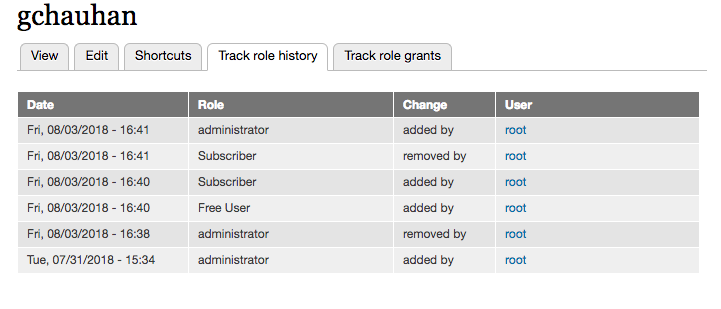 gchauhan
View Edit Shortcuts Track role history Track role grants
Date Role Change User
Fri, 08/03/2018 - 16:41 administrator added by root
Fri, 08/03/2018 - 16:41 Subscriber removed by root
Fri, 08/03/2018 - 16:40 Subscriber added by root
Fri, 08/03/2018 - 16:40 Free User added by root
Fri, 08/03/2018 - 16:38 administrator removed by root
Tue, 07/31/2018 - 15:34 administrator added by root